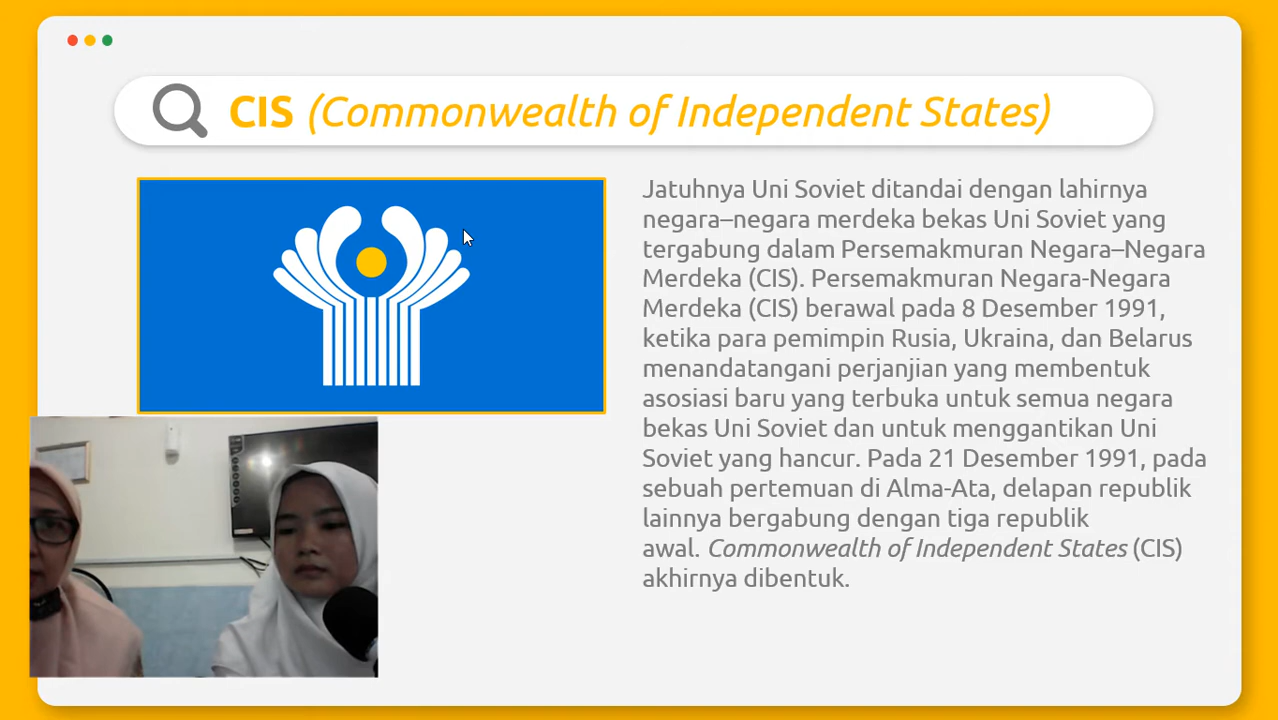 CIS (Commonwealth of Independent States)
Jatuhnya Uni Soviet ditandai dengan lahirnya
negara–negara merdeka bekas Uni Soviet yang
tergabung dalam Persemakmuran Negara–Negara
Merdeka (CIS). Persemakmuran Negara-Negara
Merdeka (CIS) berawal pada 8 Desember 1991,
ketika para pemimpin Rusia, Ukraina, dan Belarus
menandatangani perjanjian yang membentuk
asosiasi baru yang terbuka untuk semua negara
bekas Uni Soviet dan untuk menggantikan Uni
Soviet yang hancur. Pada 21 Desember 1991, pada
sebuah pertemuan di Alma-Ata, delapan republik
lainnya bergabung dengan tiga republik
awal. Commonwealth of Independent States (CIS)
akhirnya dibentuk.